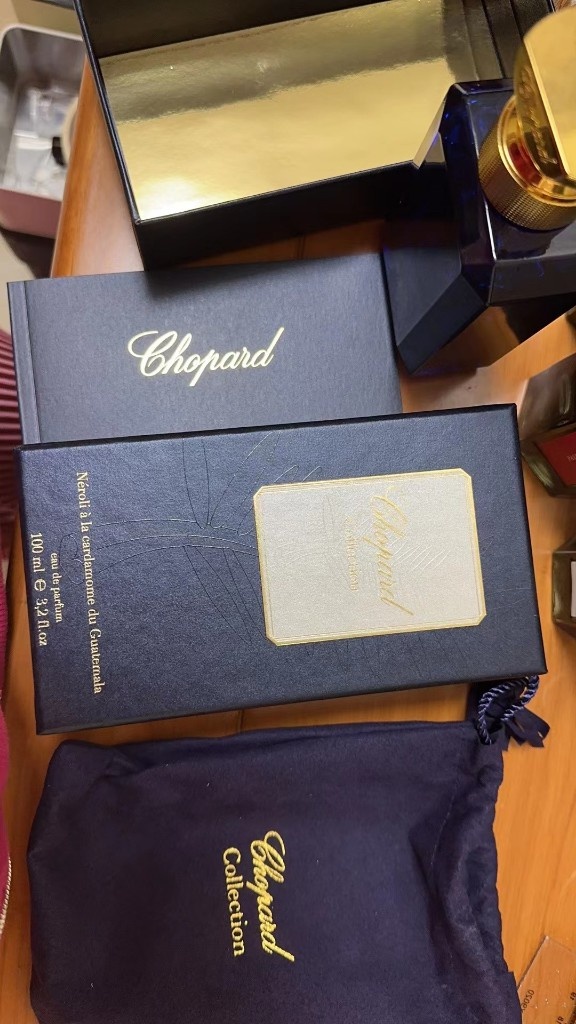 Chopard
Chopard
Néroli à la cardamome du Guatemala
eau de parfum
100 ml ℮ 3,2 fl.oz
Chopard
Collection